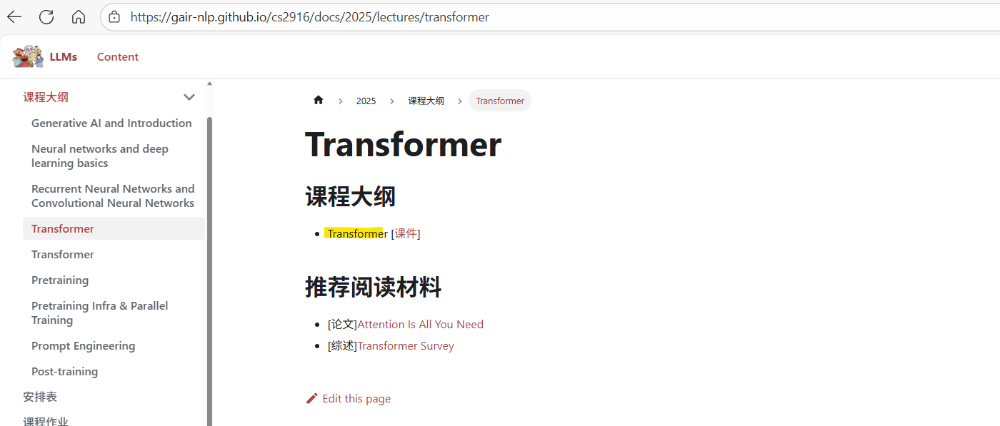 https://gair-nlp.github.io/cs2916/docs/2025/lectures/transformer
LLMs Content
课程大纲
Generative AI and Introduction
Neural networks and deep
learning basics
Recurrent Neural Networks and
Convolutional Neural Networks
Transformer
Transformer
Pretraining
Pretraining Infra & Parallel
Training
Prompt Engineering
Post-training
安排表
课程作业
2025 › 课程大纲 › Transformer
Transformer
课程大纲
Transformer [课件]
推荐阅读材料
[论文]Attention Is All You Need
[综述]Transformer Survey
Edit this page